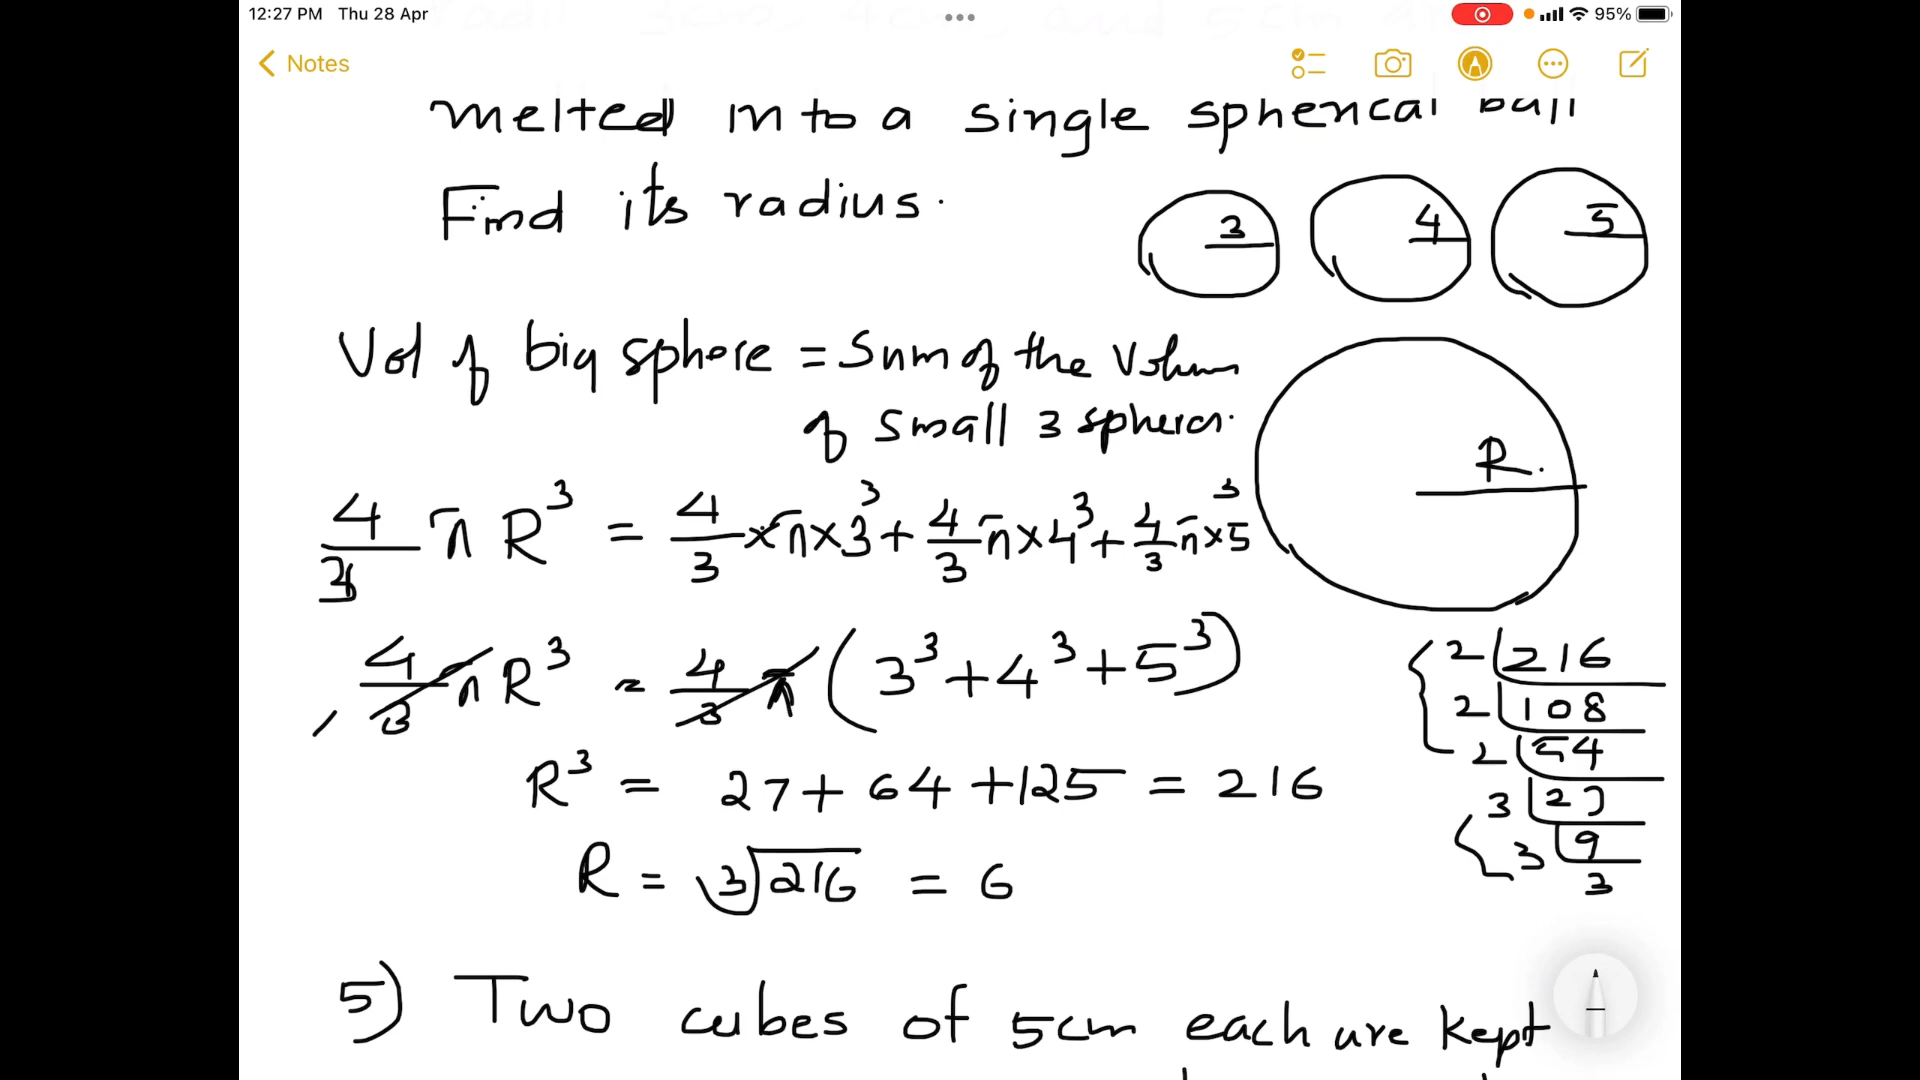 12:27 PM Thu 28 Apr
95%
Notes
melted into a single spherical ball
Find its radius.
3 4 5
Vol of big sphere = Sum of the Volum
of small 3 spheres.
R.
4/3 π R³ = 4/3 × π × 3³ + 4/3 π × 4³ + 4/3 π × 5³
4/3 π R³ = 4/3 π (3³ + 4³ + 5³)
R³ = 27 + 64 + 125 = 216
R = ∛216 = 6
2 | 216
2 | 108
2 | 54
3 | 27
3 | 9
3
5) Two cubes of 5cm each are kept